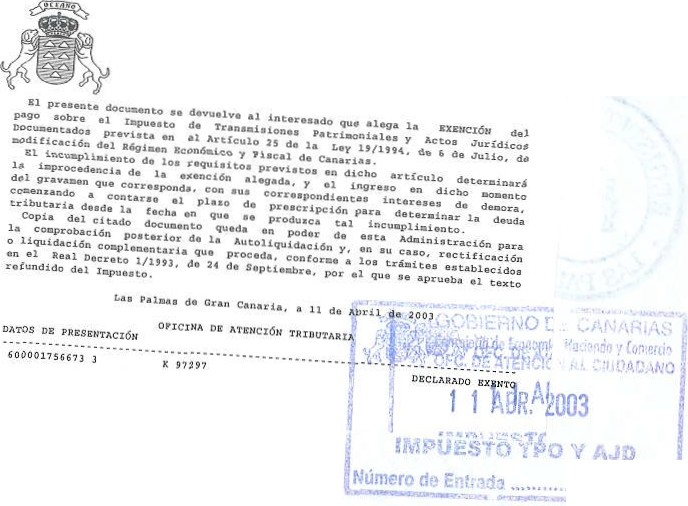 OCEANO
El presente documento se devuelve al interesado que alega la EXENCIÓN del
pago sobre el Impuesto de Transmisiones Patrimoniales y Actos Jurídicos
Documentados prevista en el Artículo 25 de la Ley 19/1994, de 6 de Julio, de
modificación del Régimen Económico y Fiscal de Canarias.
El incumplimiento de los requisitos previstos en dicho artículo determinará
la improcedencia de la exención alegada, y el ingreso en dicho momento
del gravamen que corresponda, con sus correspondientes intereses de demora,
comenzando a contarse el plazo de prescripción para determinar la deuda
tributaria desde la fecha en que se produzca tal incumplimiento.
Copia del citado documento queda en poder de esta Administración para
la comprobación posterior de la Autoliquidación y, en su caso, rectificación
o liquidación complementaria que proceda, conforme a los trámites establecidos
en el Real Decreto 1/1993, de 24 de Septiembre, por el que se aprueba el texto
refundido del Impuesto.
Las Palmas de Gran Canaria, a 11 de Abril de 2003
DATOS DE PRESENTACIÓN OFICINA DE ATENCIÓN TRIBUTARIA
600001756673 3 K 97297
DECLARADO EXENTO
GOBIERNO DE CANARIAS
Hacienda y Comercio
OFC. DE ATENCION AL CIUDADANO
11 ABR. 2003
IMPUESTO TPO Y AJD
Número de Entrada